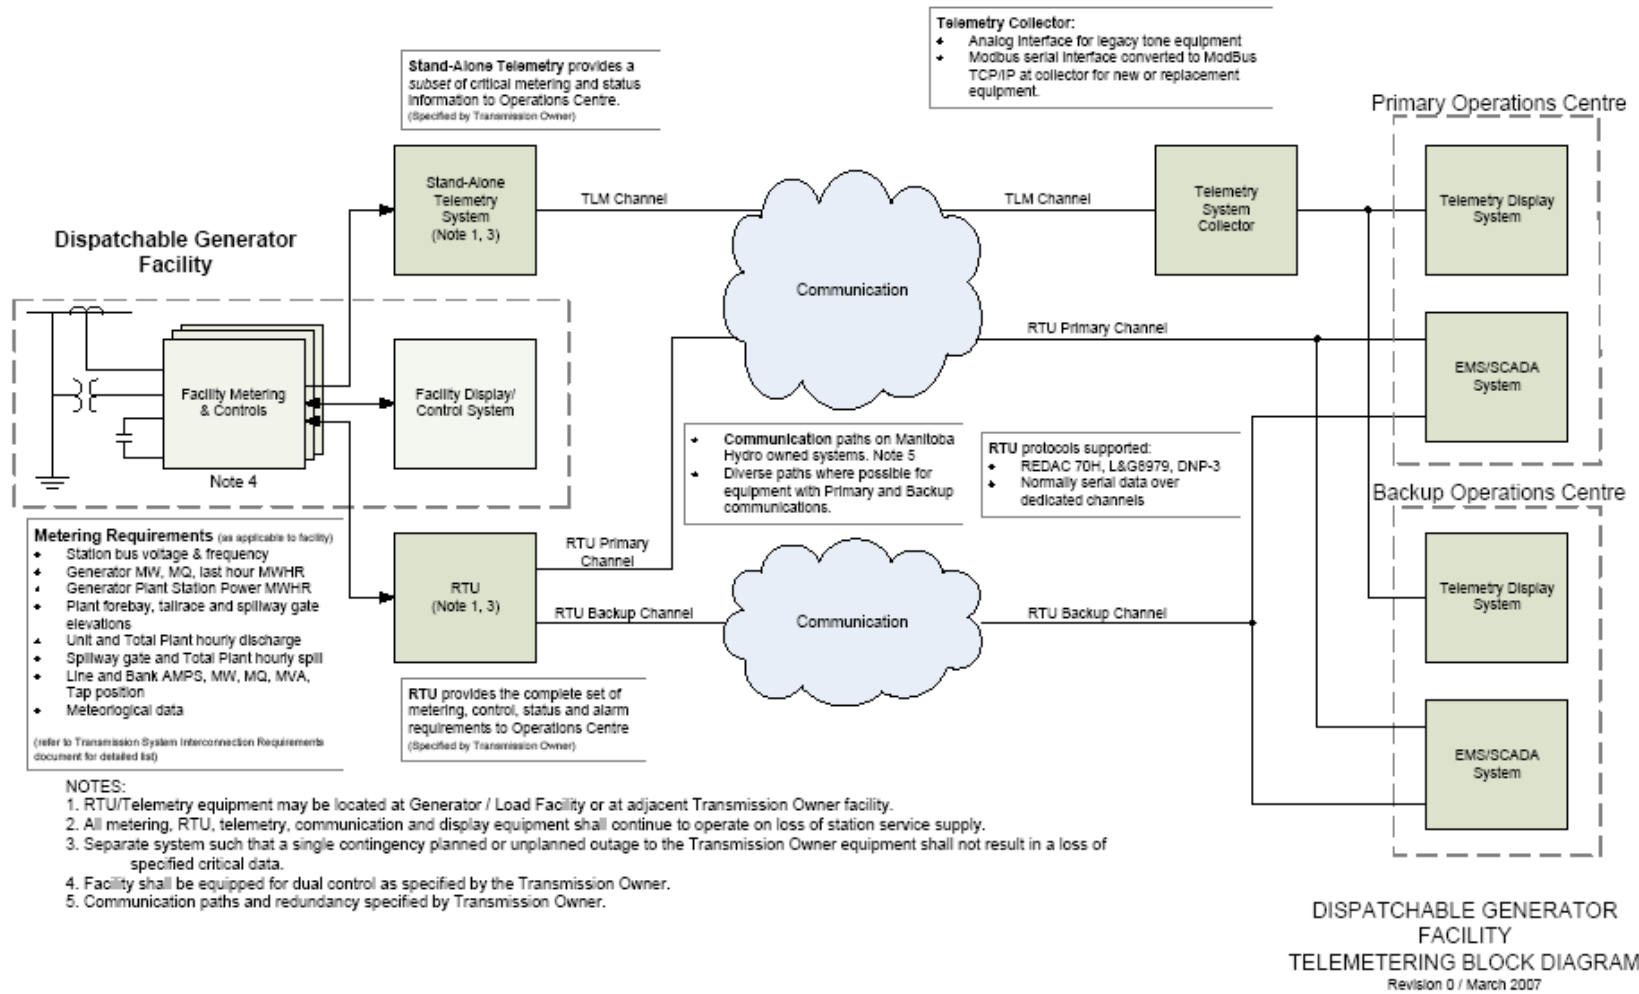 Telemetry Collector:
Analog Interface for legacy tone equipment
Modbus serial Interface converted to ModBus
TCP/IP at collector for new or replacement
equipment.
Stand-Alone Telemetry provides a
subset of critical metering and status
Information to Operations Centre.
(Specified by Transmission Owner)
Primary Operations Centre
Stand-Alone
Telemetry
System
(Note 1, 3)
TLM Channel
Communication
TLM Channel
Telemetry
System
Collector
Telemetry Display
System
Dispatchable Generator
Facility
RTU Primary Channel
EMS/SCADA
System
Facility Metering
& Controls
Note 4
Facility Display/
Control System
Communication paths on Manitoba
Hydro owned systems. Note 5
Diverse paths where possible for
equipment with Primary and Backup
communications.
RTU protocols supported:
REDAC 70H, L&G8979, DNP-3
Normally serial data over
dedicated channels
Backup Operations Centre
Metering Requirements (as applicable to facility)
Station bus voltage & frequency
Generator MW, MQ, last hour MWHR
Generator Plant Station Power MWHR
Plant forebay, tailrace and spillway gate
elevations
Unit and Total Plant hourly discharge
Spillway gate and Total Plant hourly spill
Line and Bank AMPS, MW, MQ, MVA,
Tap position
Meteorlogical data
(refer to Transmission System Interconnection Requirements
document for detailed list)
RTU
(Note 1, 3)
RTU Primary
Channel
RTU Backup Channel
Communication
RTU Backup Channel
Telemetry Display
System
RTU provides the complete set of
metering, control, status and alarm
requirements to Operations Centre
(Specified by Transmission Owner)
EMS/SCADA
System
NOTES:
1. RTU/Telemetry equipment may be located at Generator / Load Facility or at adjacent Transmission Owner facility.
2. All metering, RTU, telemetry, communication and display equipment shall continue to operate on loss of station service supply.
3. Separate system such that a single contingency planned or unplanned outage to the Transmission Owner equipment shall not result in a loss of
specified critical data.
4. Facility shall be equipped for dual control as specified by the Transmission Owner.
5. Communication paths and redundancy specified by Transmission Owner.
DISPATCHABLE GENERATOR
FACILITY
TELEMETERING BLOCK DIAGRAM
Revision 0 / March 2007